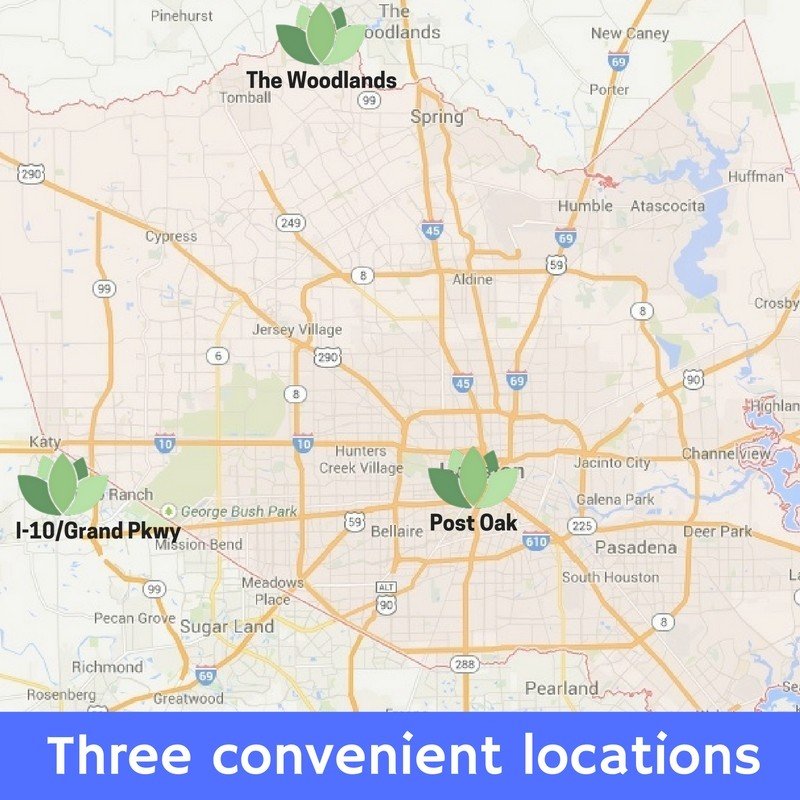 Pinehurst
The
oodlands
New Caney
69
The Woodlands
Porter
Tomball
99
Spring
290
Huffman
Humble
Atascocita
249
45
69
Cypress
59
8
Aldine
99
Crosby
8
Jersey Village
6
290
45
69
90
8
Highlan
Katy
10
10
Hunters
Creek Village
Channelview
Jacinto City
Ranch
Galena Park
George Bush Park
59
Post Oak
I-10/Grand Pkwy
Bellaire
225
Deer Park
Mission Bend
610
Pasadena
Meadows
Place
South Houston
99
ALT
90
Pecan Grove
Sugar Land
8
Richmond
288
69
Rosenberg
Greatwood
Pearland
Three convenient locations